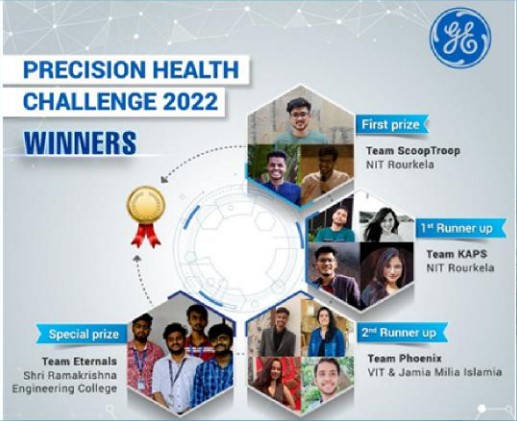 GE
PRECISION HEALTH
CHALLENGE 2022
WINNERS
First prize
Team ScoopTroop
NIT Rourkela
1st Runner up
Team KAPS
NIT Rourkela
2nd Runner up
Team Phoenix
VIT & Jamia Milia Islamia
Special prize
Team Eternals
Shri Ramakrishna
Engineering College